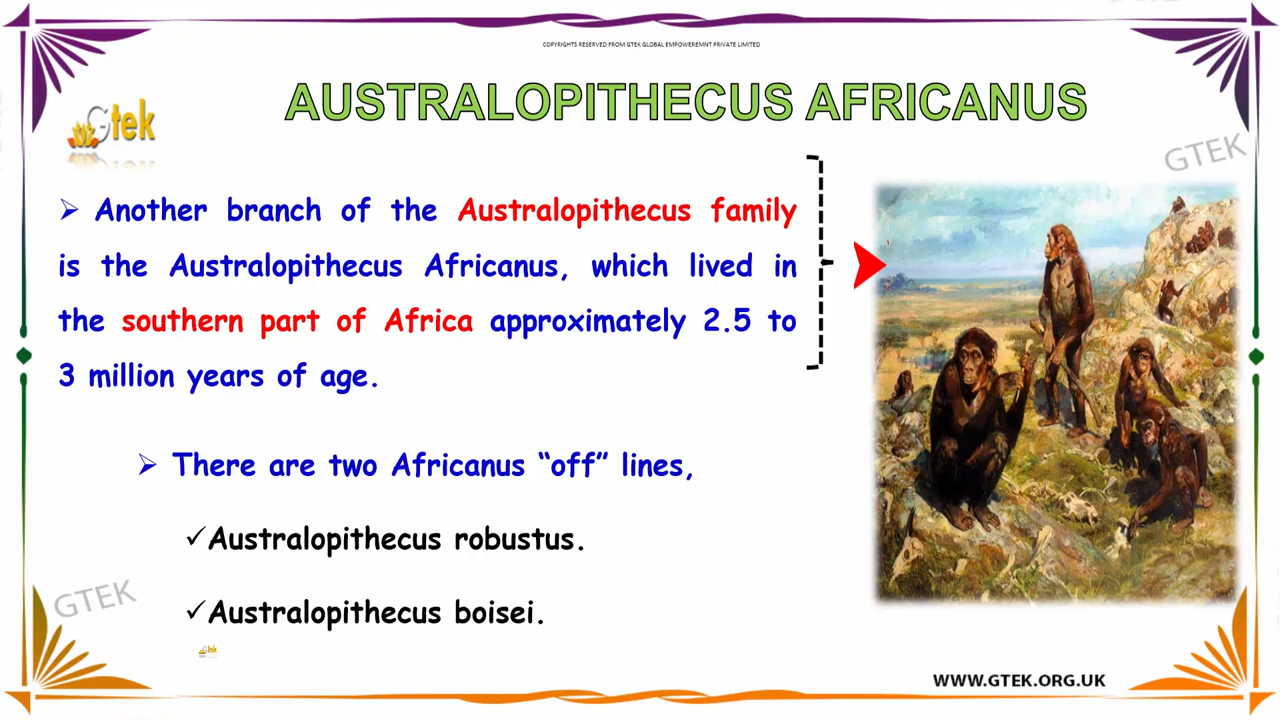 COPYRIGHTS RESERVED FROM GTEK GLOBAL EMPOWEREMNT PRIVATE LIMITED
AUSTRALOPITHECUS AFRICANUS
Gtek
GTEK
➢ Another branch of the Australopithecus family
is the Australopithecus Africanus, which lived in
the southern part of Africa approximately 2.5 to
3 million years of age.
➢ There are two Africanus “off” lines,
✓Australopithecus robustus.
✓Australopithecus boisei.
GTEK
Gtek
WWW.GTEK.ORG.UK